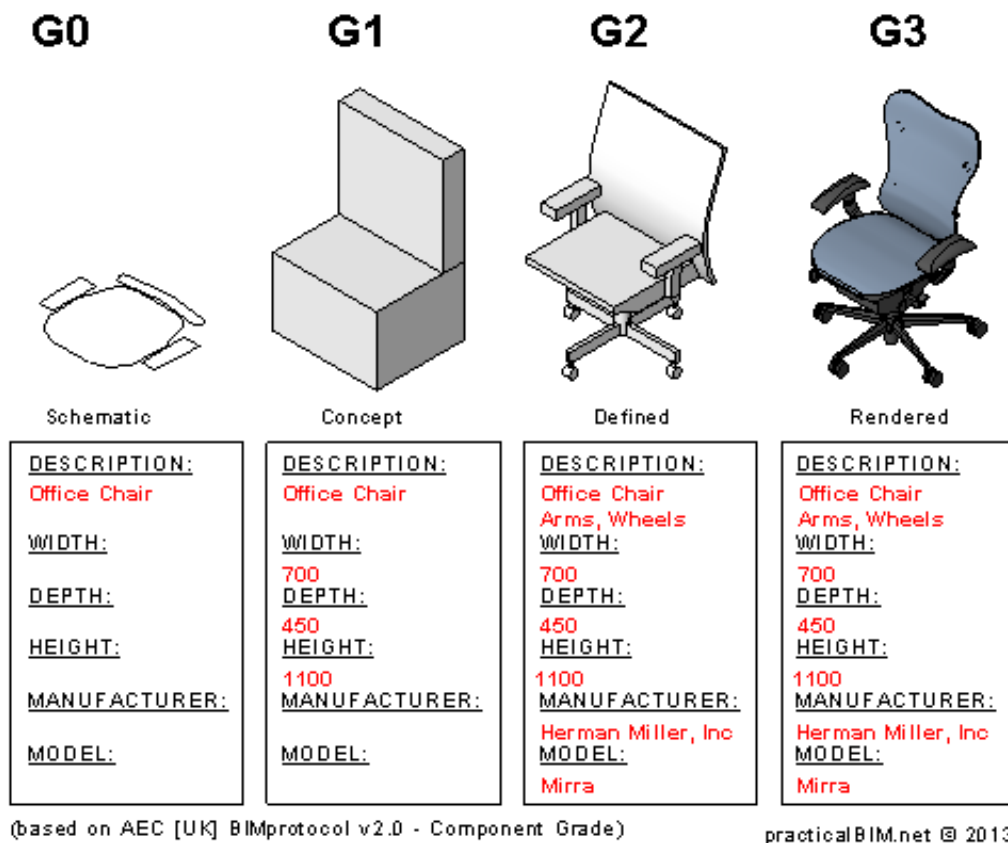 G0
G1
G2
G3
Schematic
Concept
Defined
Rendered
DESCRIPTION:
Office Chair
WIDTH:
DEPTH:
HEIGHT:
MANUFACTURER:
MODEL:
DESCRIPTION:
Office Chair
WIDTH:
700
DEPTH:
450
HEIGHT:
1100
MANUFACTURER:
MODEL:
DESCRIPTION:
Office Chair
Arms, Wheels
WIDTH:
700
DEPTH:
450
HEIGHT:
1100
MANUFACTURER:
Herman Miller, Inc
MODEL:
Mirra
DESCRIPTION:
Office Chair
Arms, Wheels
WIDTH:
700
DEPTH:
450
HEIGHT:
1100
MANUFACTURER:
Herman Miller, Inc
MODEL:
Mirra
(based on AEC [UK] BIMprotocol v2.0 - Component Grade)
practicalBIM.net © 2013